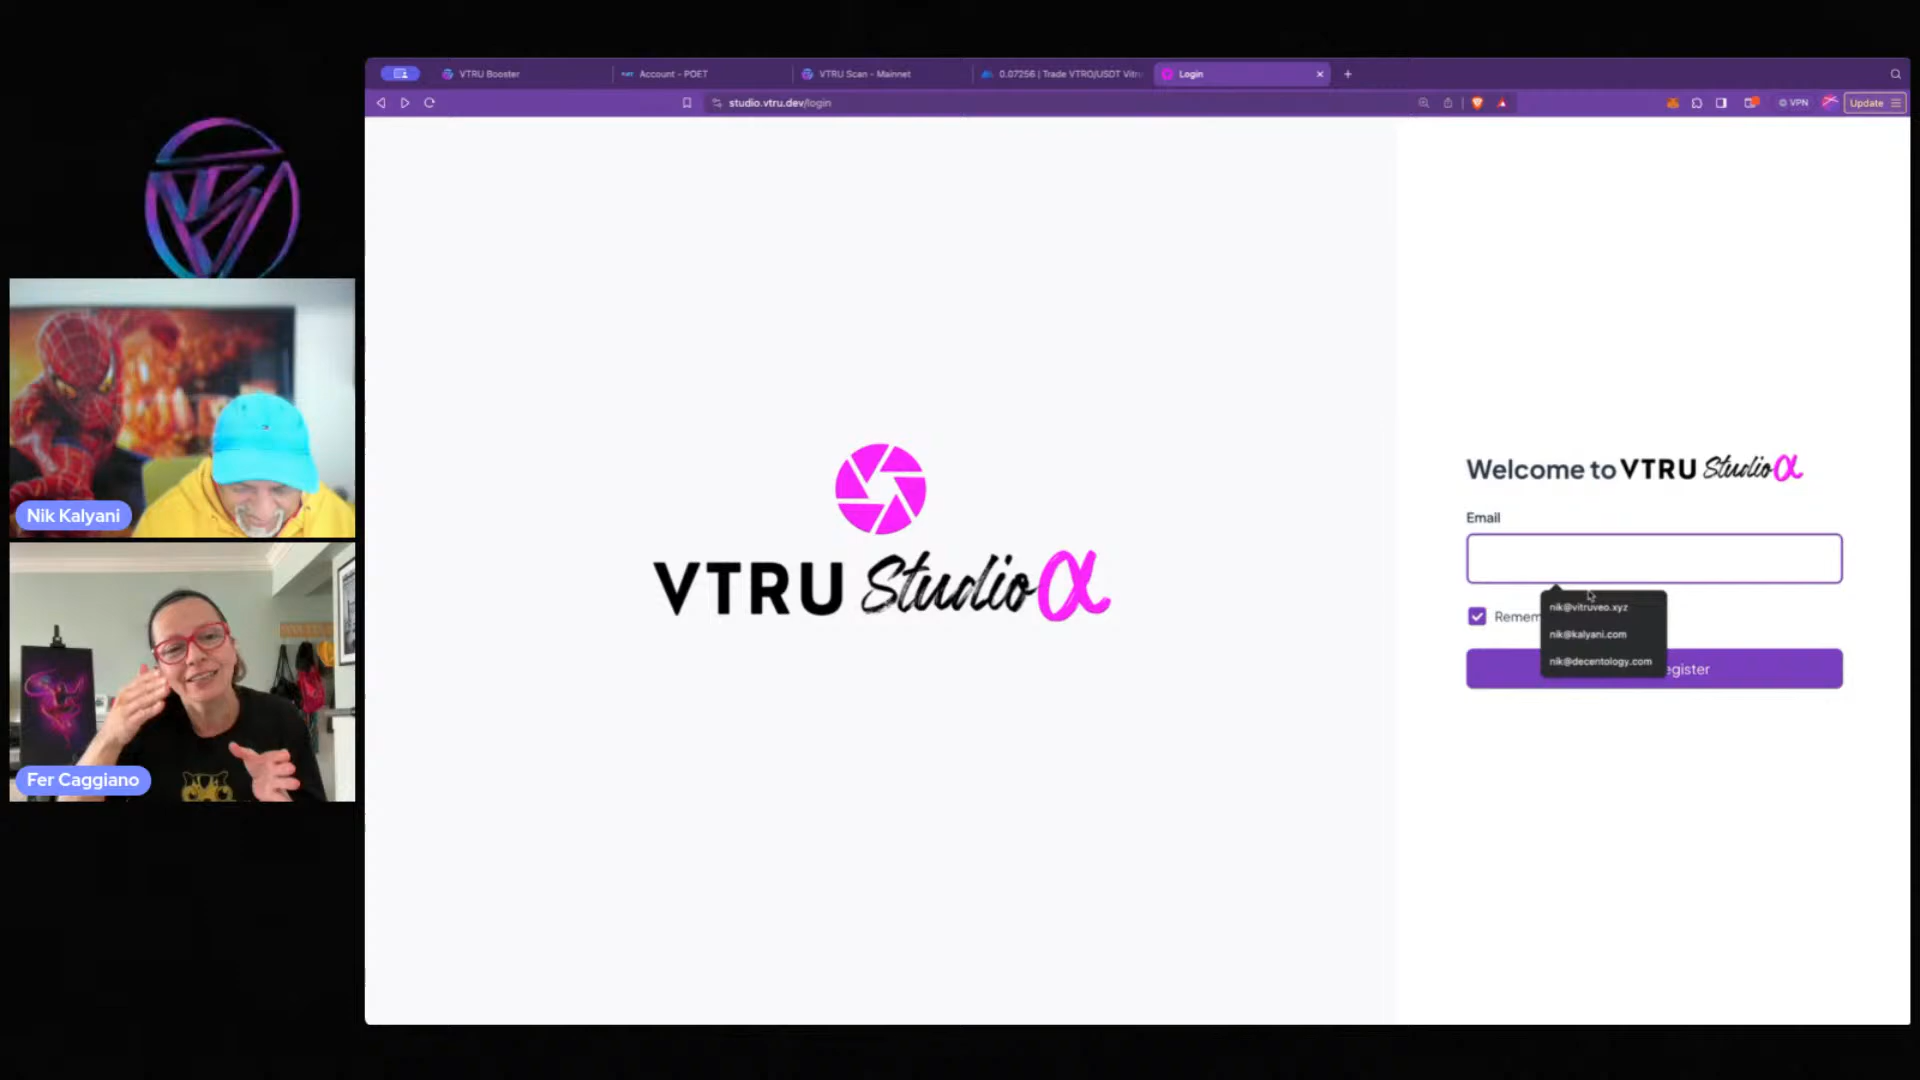 VTRU Booster
Account - POET
VTRU Scan - Mainnet
0.07256 | Trade VTRO/USDT Vitru
Login
studio.vtru.dev/login
VPN
Update
Nik Kalyani
Fer Caggiano
VTRU Studio α
Welcome to VTRU Studio α
Email
nik@vitruveo.xyz
nik@kalyani.com
nik@decentology.com
Remem
egister